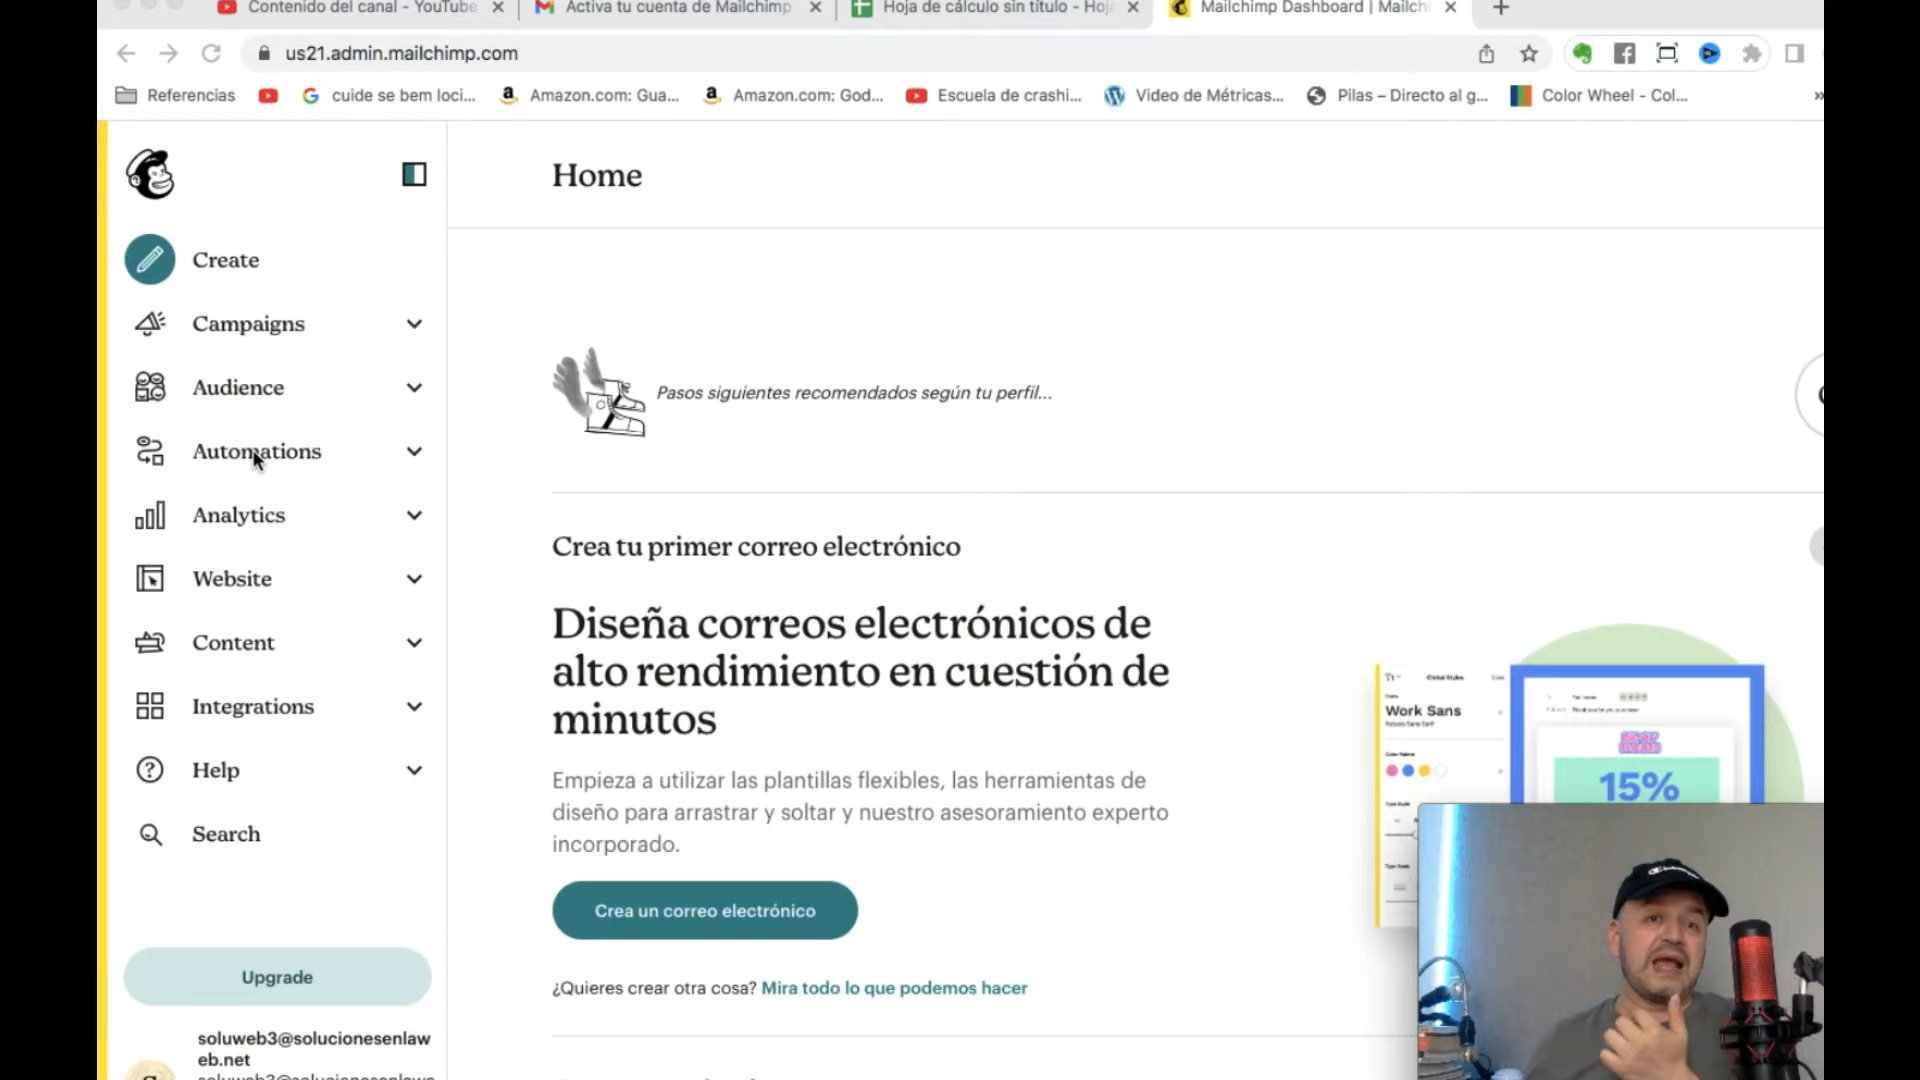 Contenido del canal - YouTube
Activa tu cuenta de Mailchimp
Hoja de cálculo sin título - Hoja
Mailchimp Dashboard | Mailchi
us21.admin.mailchimp.com
Referencias
cuide se bem loci...
Amazon.com: Gua...
Amazon.com: God...
Escuela de crashi...
Video de Métricas...
Pilas – Directo al g...
Color Wheel - Col...
Home
Create
Campaigns
Audience
Automations
Analytics
Website
Content
Integrations
Help
Search
Upgrade
soluweb3@solucionesenlaw
eb.net
Pasos siguientes recomendados según tu perfil...
Crea tu primer correo electrónico
Diseña correos electrónicos de
alto rendimiento en cuestión de
minutos
Empieza a utilizar las plantillas flexibles, las herramientas de
diseño para arrastrar y soltar y nuestro asesoramiento experto
incorporado.
Crea un correo electrónico
¿Quieres crear otra cosa? Mira todo lo que podemos hacer
Global Styles
Work Sans
15%